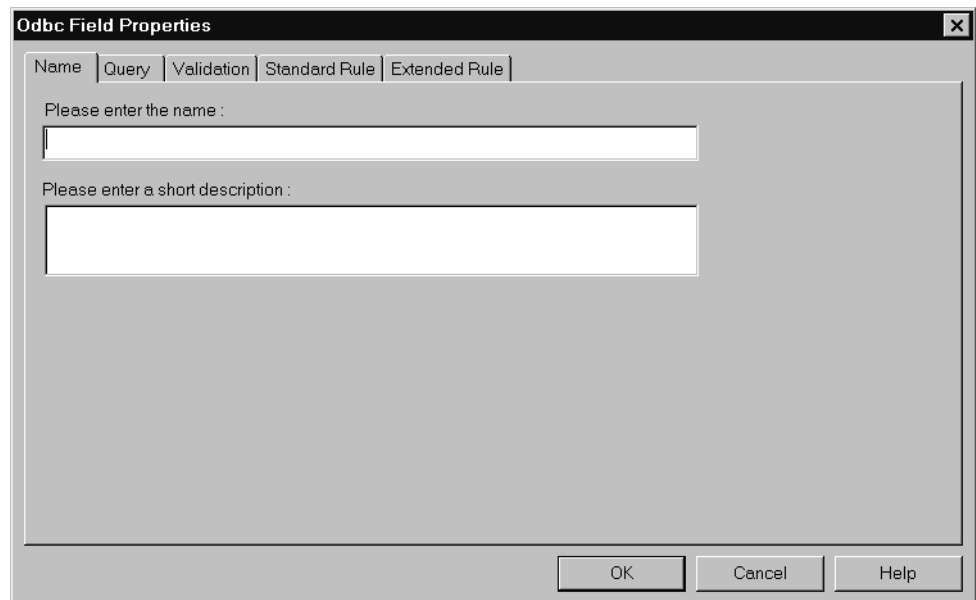 Odbc Field Properties
Name Query Validation Standard Rule Extended Rule
Please enter the name :
Please enter a short description :
OK Cancel Help